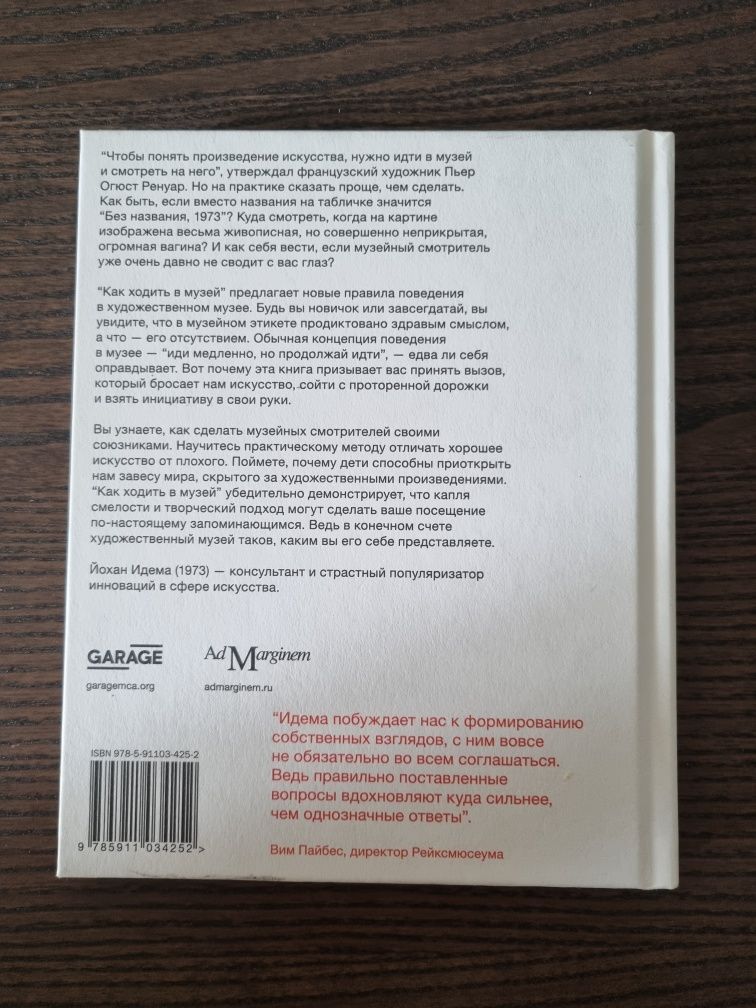 “Чтобы понять произведение искусства, нужно идти в музей
и смотреть на него”, утверждал французский художник Пьер
Огюст Ренуар. Но на практике сказать проще, чем сделать.
Как быть, если вместо названия на табличке значится
“Без названия, 1973”? Куда смотреть, когда на картине
изображена весьма живописная, но совершенно неприкрытая,
огромная вагина? И как себя вести, если музейный смотритель
уже очень давно не сводит с вас глаз?
“Как ходить в музей” предлагает новые правила поведения
в художественном музее. Будь вы новичок или завсегдатай, вы
увидите, что в музейном этикете продиктовано здравым смыслом,
а что — его отсутствием. Обычная концепция поведения
в музее — “иди медленно, но продолжай идти”, — едва ли себя
оправдывает. Вот почему эта книга призывает вас принять вызов,
который бросает нам искусство, сойти с проторенной дорожки
и взять инициативу в свои руки.
Вы узнаете, как сделать музейных смотрителей своими
союзниками. Научитесь практическому методу отличать хорошее
искусство от плохого. Поймете, почему дети способны приоткрыть
нам завесу мира, скрытого за художественными произведениями.
“Как ходить в музей” убедительно демонстрирует, что капля
смелости и творческий подход могут сделать ваше посещение
по-настоящему запоминающимся. Ведь в конечном счете
художественный музей таков, каким вы его себе представляете.
Йохан Идема (1973) — консультант и страстный популяризатор
инноваций в сфере искусства.
GARAGE
garagemca.org
Ad Marginem
admarginem.ru
“Идема побуждает нас к формированию
собственных взглядов, с ним вовсе
не обязательно во всем соглашаться.
Ведь правильно поставленные
вопросы вдохновляют куда сильнее,
чем однозначные ответы”.
Вим Пайбес, директор Рейксмюсеума
ISBN 978-5-91103-425-2
9 785911 034252 >